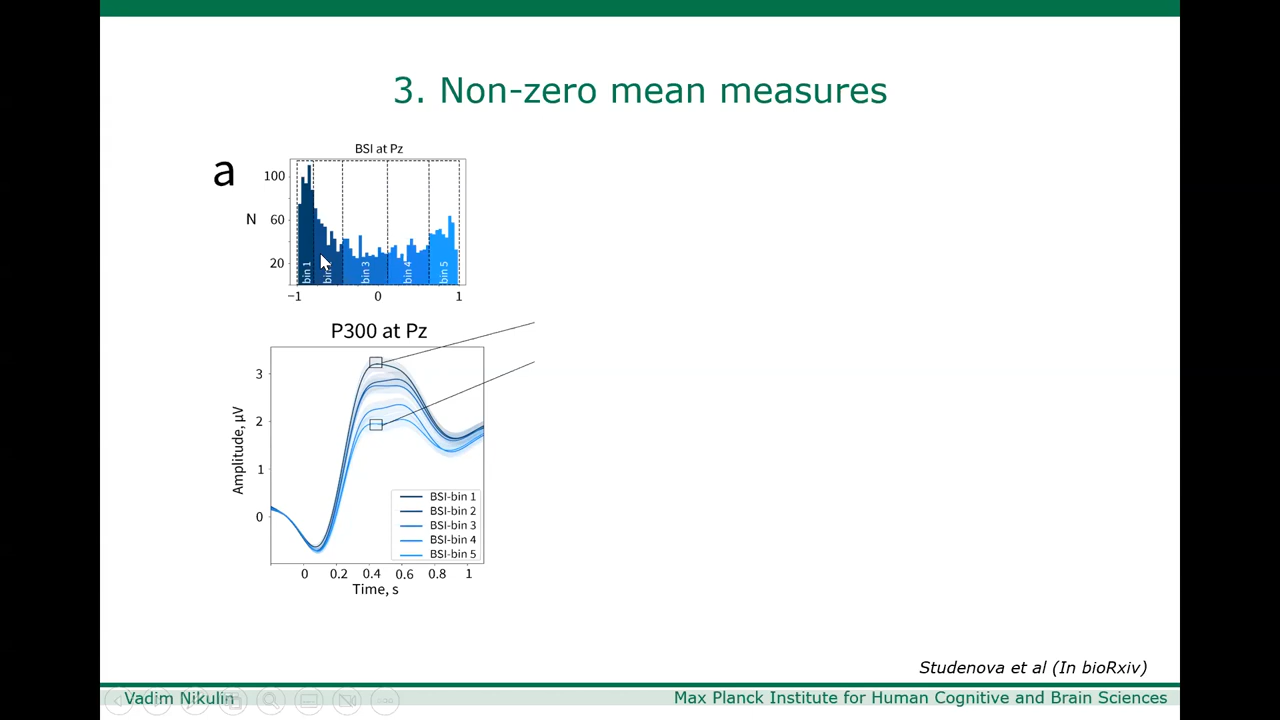 3. Non-zero mean measures
a
BSI at Pz
100
N
60
20
bin 1
bin 3
bin 4
bin 5
−1
0
1
P300 at Pz
Amplitude, µV
3
2
1
0
BSI-bin 1
BSI-bin 2
BSI-bin 3
BSI-bin 4
BSI-bin 5
0
0.2
0.4
0.6
0.8
1
Time, s
Studenova et al (In bioRxiv)
Vadim Nikulin
Max Planck Institute for Human Cognitive and Brain Sciences